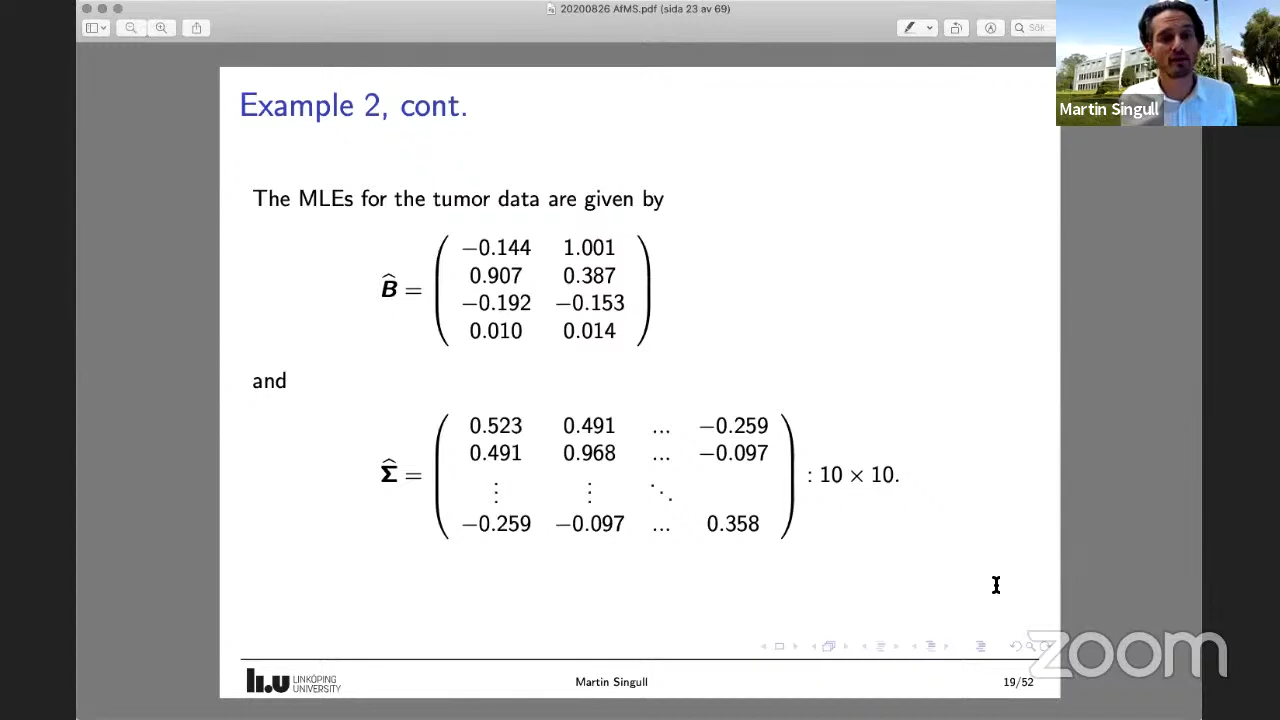 20200826 AfMS.pdf (sida 23 av 69)
Sök
Martin Singull
Example 2, cont.
The MLEs for the tumor data are given by
B̂ = ( −0.144 1.001
0.907 0.387
−0.192 −0.153
0.010 0.014 )
and
Σ̂ = ( 0.523 0.491 ... −0.259
0.491 0.968 ... −0.097
⋮ ⋮ ⋱
−0.259 −0.097 ... 0.358 ) : 10 × 10.
zoom
LINKÖPING
UNIVERSITY
li.u
Martin Singull
19/52